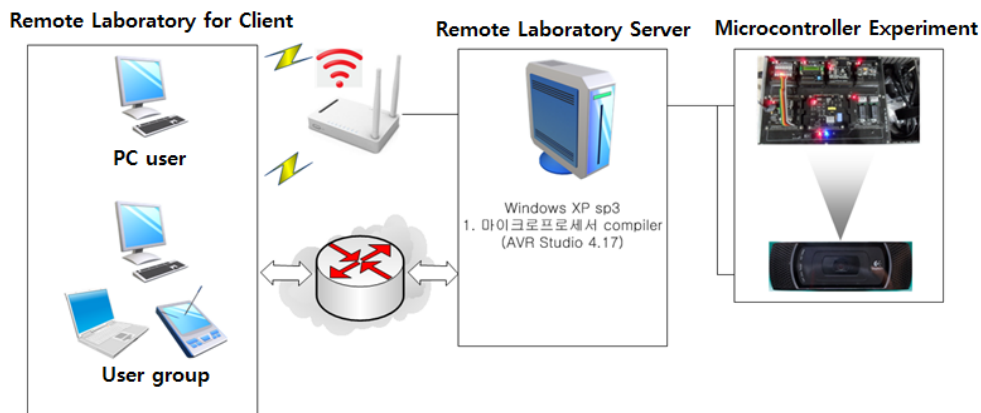 Remote Laboratory for Client
Remote Laboratory Server
Microcontroller Experiment
PC user
User group
Windows XP sp3
1. 마이크로프로세서 compiler
(AVR Studio 4.17)